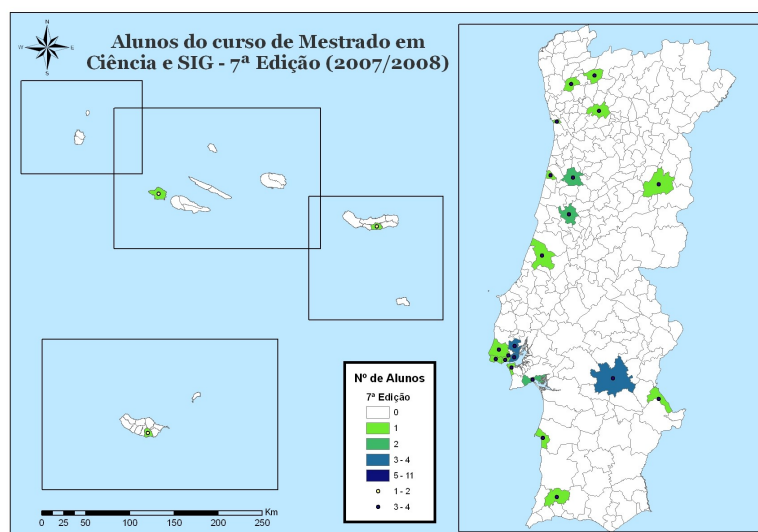 N
W
E
S
Alunos do curso de Mestrado em
Ciência e SIG - 7ª Edição (2007/2008)
Nº de Alunos
7ª Edição
0
1
2
3 - 4
5 - 11
1 - 2
3 - 4
Km
0 25 50 100 150 200 250